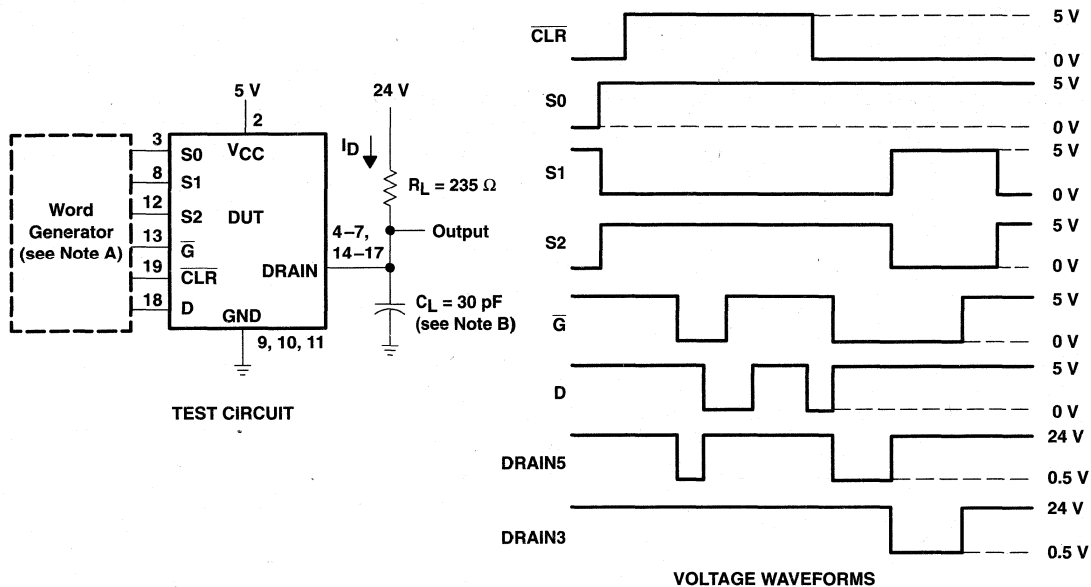 5 V
2
24 V
3
S0
VCC
ID
8
S1
RL = 235 Ω
Word
Generator
(see Note A)
12
S2
DUT
4–7,
14–17
Output
13
G
DRAIN
19
CLR
CL = 30 pF
(see Note B)
18
D
GND
9, 10, 11
TEST CIRCUIT
CLR
5 V
0 V
S0
5 V
0 V
S1
5 V
0 V
S2
5 V
0 V
G
5 V
0 V
D
5 V
0 V
DRAIN5
24 V
0.5 V
DRAIN3
24 V
0.5 V
VOLTAGE WAVEFORMS